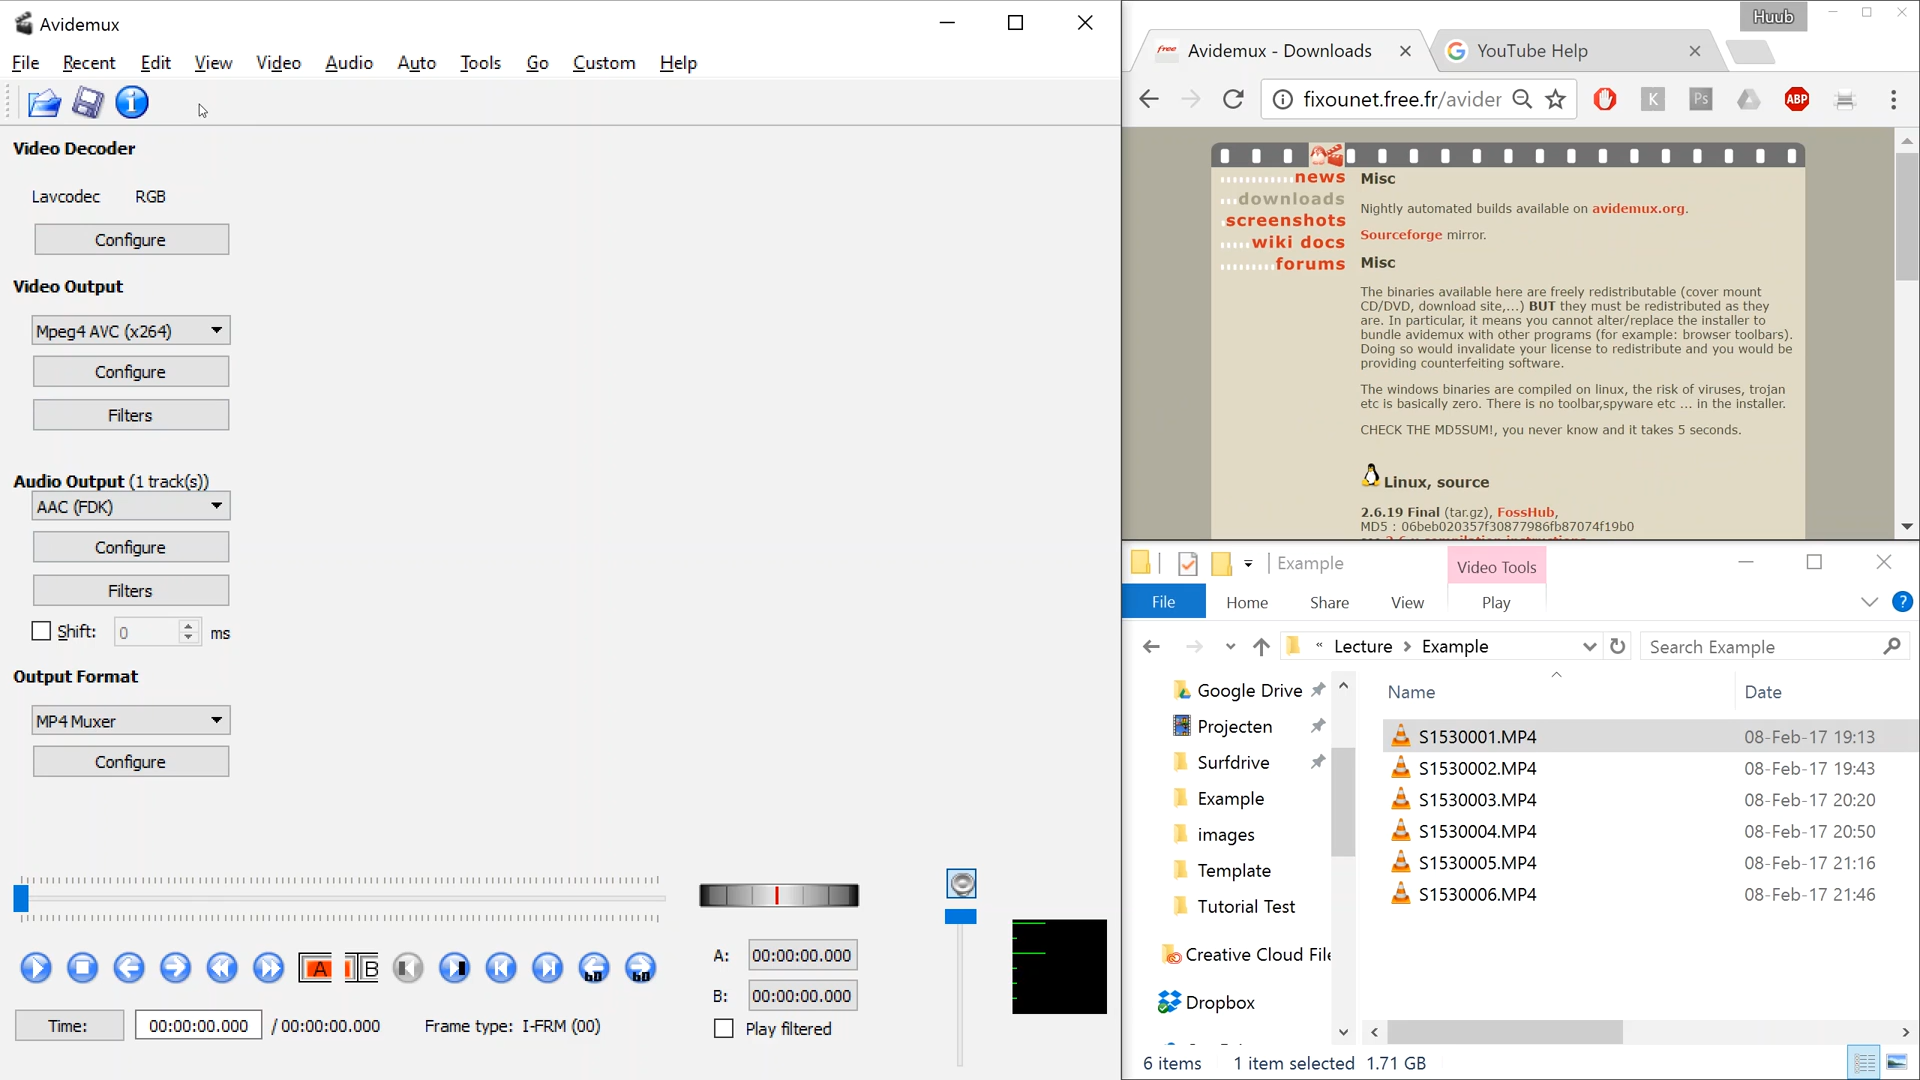 Avidemux
File Recent Edit View Video Audio Auto Tools Go Custom Help
Video Decoder
Lavcodec RGB
Configure
Video Output
Mpeg4 AVC (x264)
Configure
Filters
Audio Output (1 track(s))
AAC (FDK)
Configure
Filters
Shift: 0 ms
Output Format
MP4 Muxer
Configure
A B
60 60
A: 00:00:00.000
B: 00:00:00.000
Time: 00:00:00.000 / 00:00:00.000 Frame type: I-FRM (00)
Play filtered
Huub
free Avidemux - Downloads
YouTube Help
fixounet.free.fr/avider
K Ps ABP
news
downloads
screenshots
wiki docs
forums
Misc
Nightly automated builds available on avidemux.org.
Sourceforge mirror.
Misc
The binaries available here are freely redistributable (cover mount
CD/DVD, download site,...) BUT they must be redistributed as they
are. In particular, it means you cannot alter/replace the installer to
bundle avidemux with other programs (for example: browser toolbars).
Doing so would invalidate your license to redistribute and you would be
providing counterfeiting software.
The windows binaries are compiled on linux, the risk of viruses, trojan
etc is basically zero. There is no toolbar,spyware etc ... in the installer.
CHECK THE MD5SUM!, you never know and it takes 5 seconds.
Linux, source
2.6.19 Final (tar.gz), FossHub,
MD5 : 06beb020357f30877986fb87074f19b0
Example
Video Tools
File Home Share View Play
« Lecture > Example
Search Example
Google Drive
Projecten
Surfdrive
Example
images
Template
Tutorial Test
Creative Cloud File
Dropbox
Name Date
S1530001.MP4 08-Feb-17 19:13
S1530002.MP4 08-Feb-17 19:43
S1530003.MP4 08-Feb-17 20:20
S1530004.MP4 08-Feb-17 20:50
S1530005.MP4 08-Feb-17 21:16
S1530006.MP4 08-Feb-17 21:46
6 items 1 item selected 1.71 GB